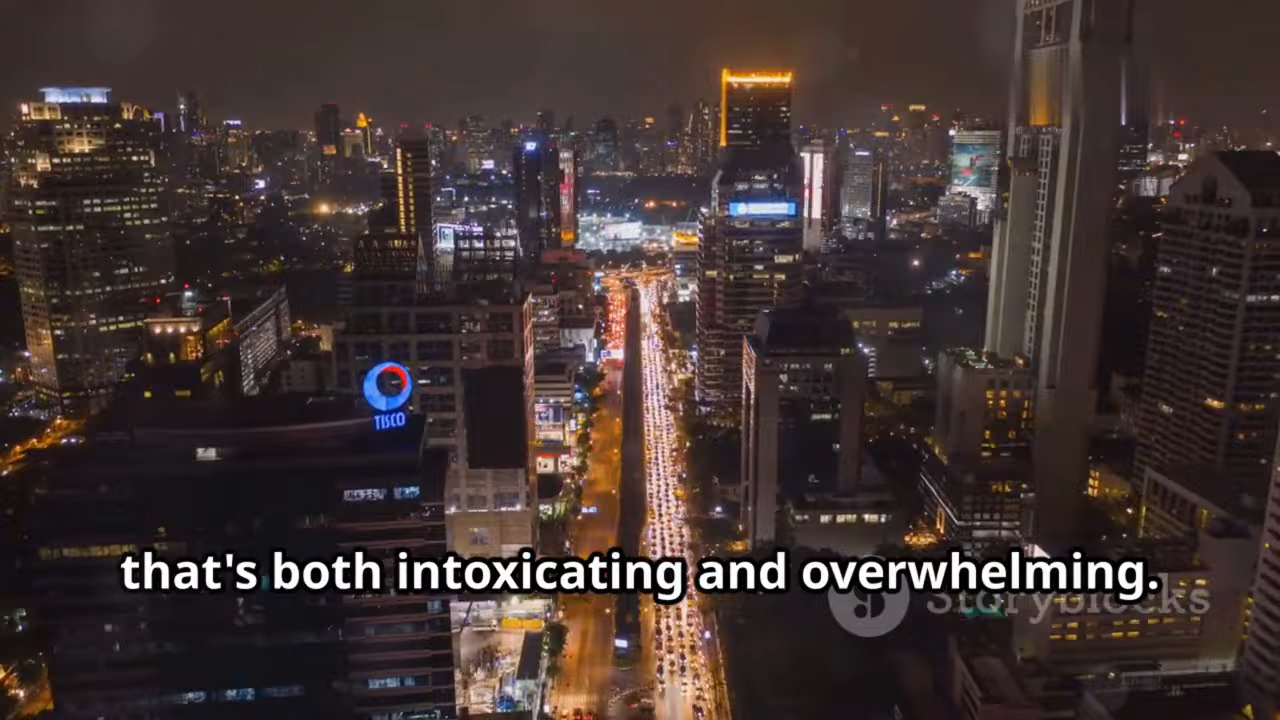 TISCO
that's both intoxicating and overwhelming.
Storyblocks